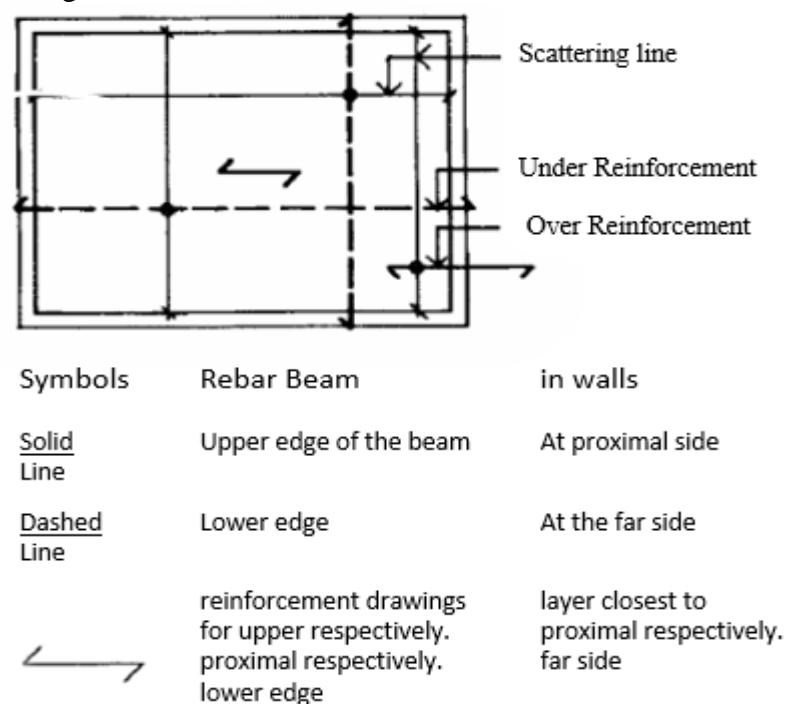 Scattering line
Under Reinforcement
Over Reinforcement
Symbols Rebar Beam in walls
Solid Upper edge of the beam At proximal side
Line
Dashed Lower edge At the far side
Line
reinforcement drawings layer closest to
for upper respectively. proximal respectively.
proximal respectively. far side
lower edge